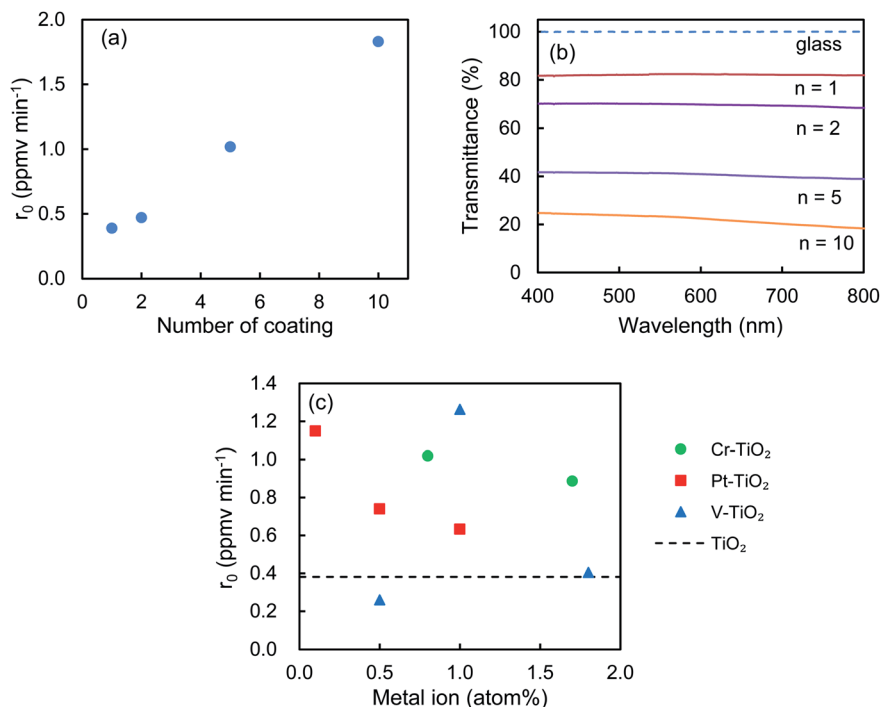 (a)
2.0
1.5
1.0
0.5
0.0
r₀ (ppmv min⁻¹)
0 2 4 6 8 10
Number of coating
(b)
100
80
60
40
20
0
Transmittance (%)
glass
n = 1
n = 2
n = 5
n = 10
400 500 600 700 800
Wavelength (nm)
(c)
1.4
1.2
1.0
0.8
0.6
0.4
0.2
0.0
r₀ (ppmv min⁻¹)
0.0 0.5 1.0 1.5 2.0
Metal ion (atom%)
Cr-TiO₂
Pt-TiO₂
V-TiO₂
TiO₂